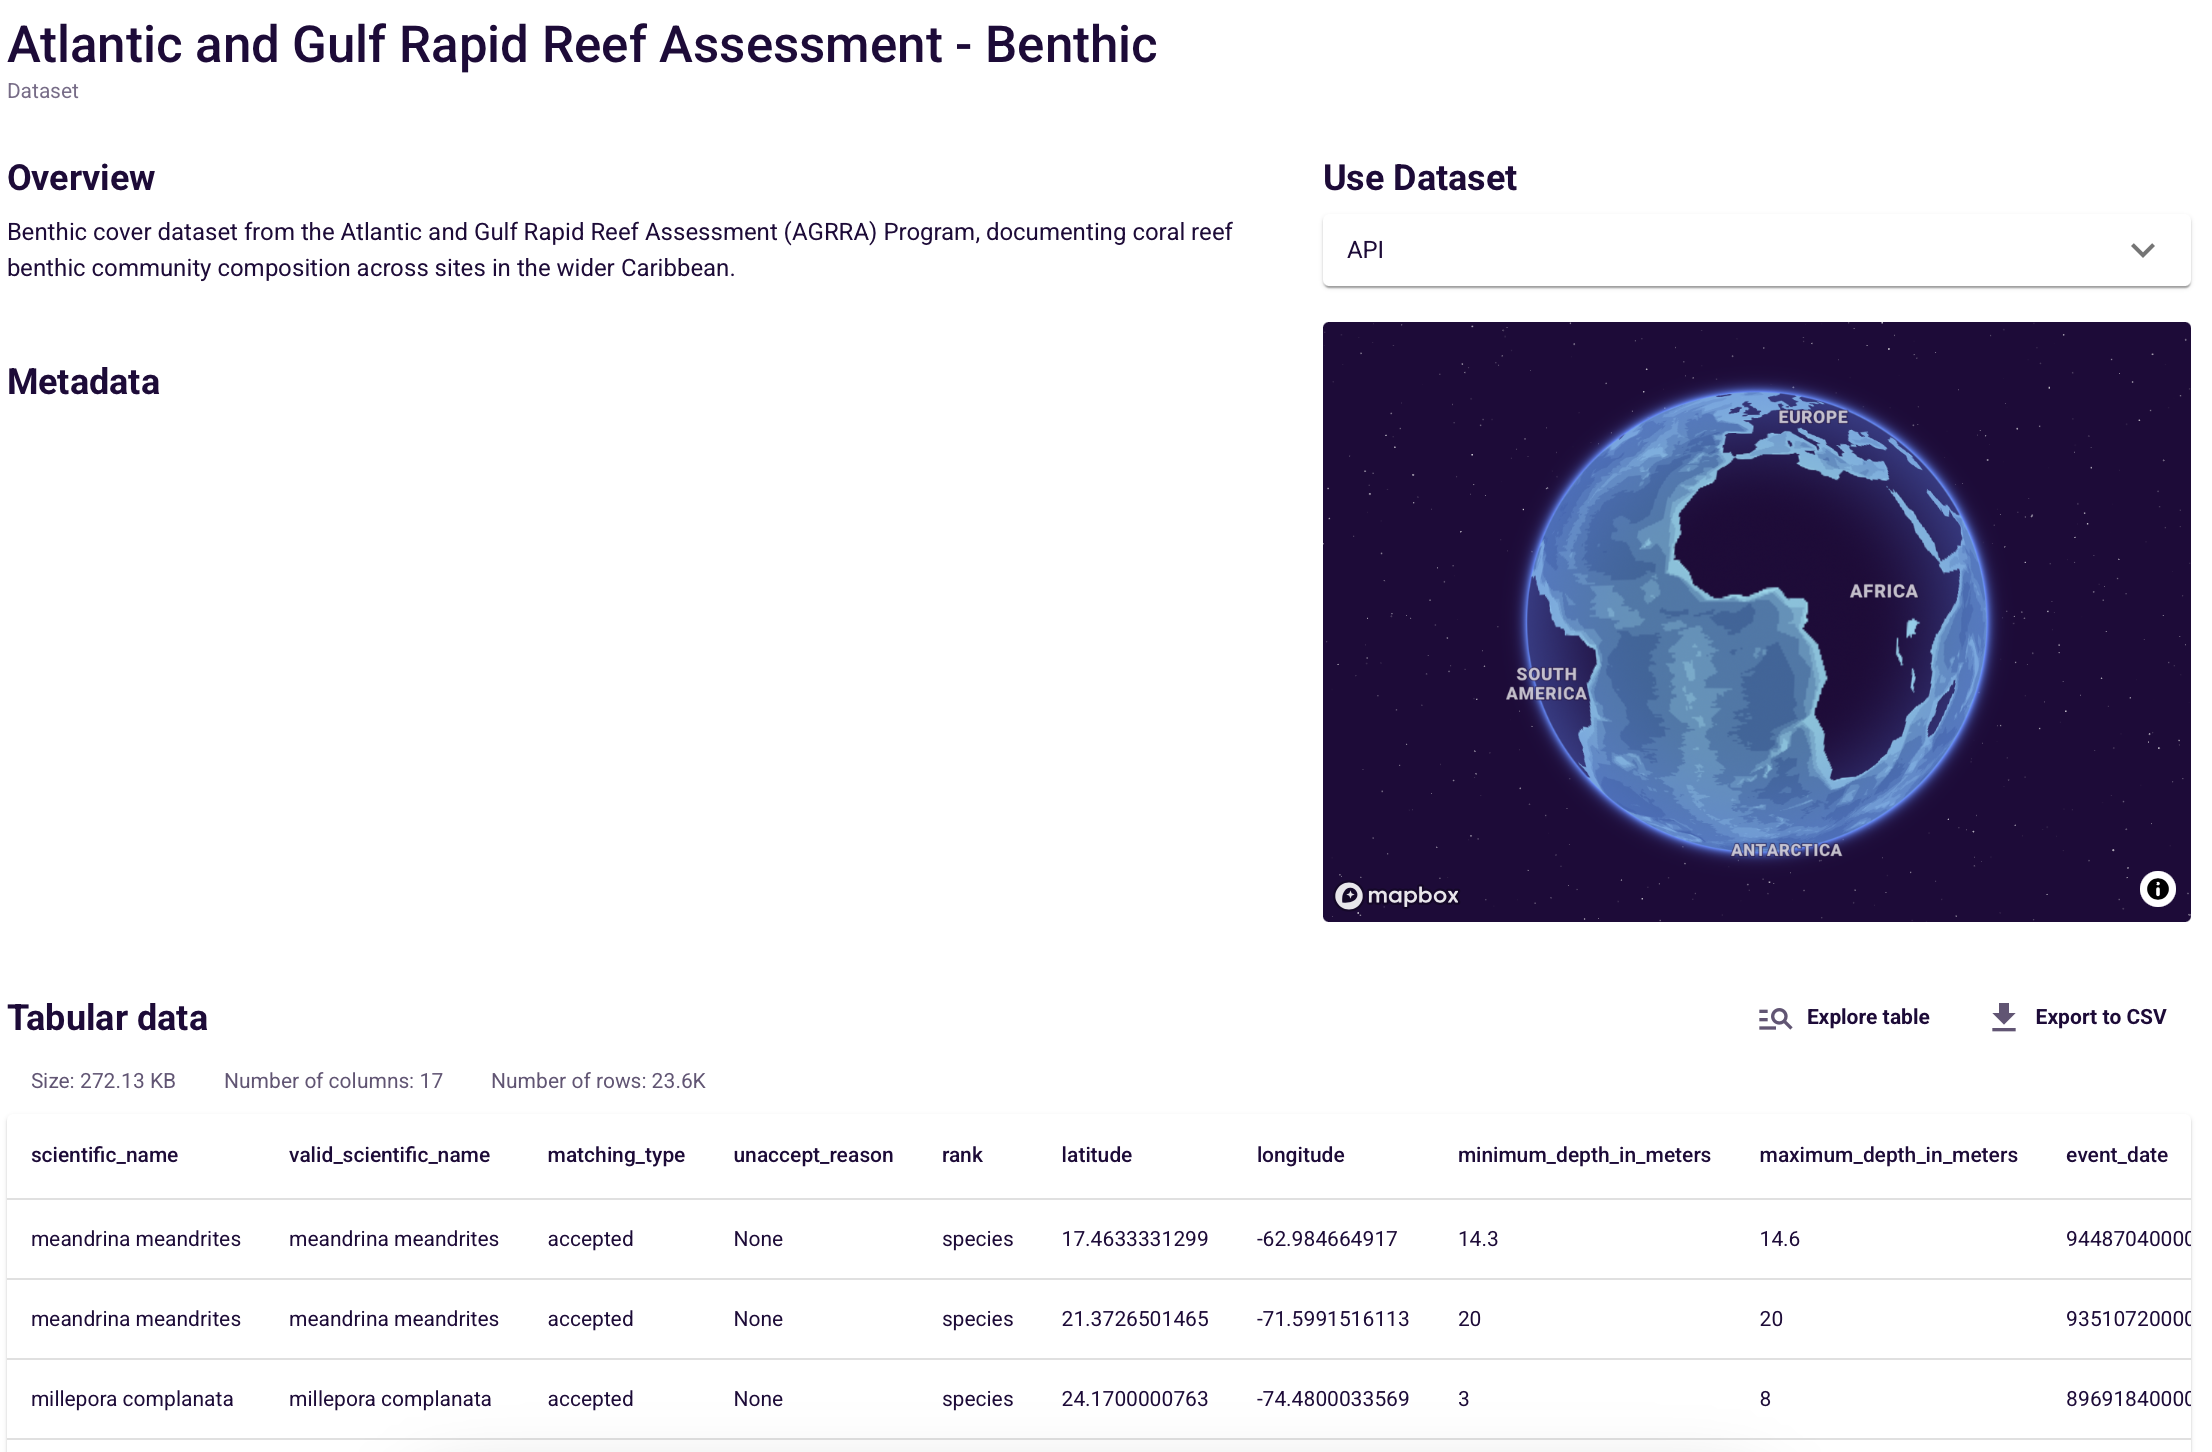 Atlantic and Gulf Rapid Reef Assessment - Benthic
Dataset
Overview
Benthic cover dataset from the Atlantic and Gulf Rapid Reef Assessment (AGRRA) Program, documenting coral reef
benthic community composition across sites in the wider Caribbean.
Metadata
Use Dataset
API
EUROPE
AFRICA
SOUTH
AMERICA
ANTARCTICA
mapbox
Tabular data
Explore table
Export to CSV
Size: 272.13 KB Number of columns: 17 Number of rows: 23.6K
scientific_name valid_scientific_name matching_type unaccept_reason rank latitude longitude minimum_depth_in_meters maximum_depth_in_meters event_date
meandrina meandrites meandrina meandrites accepted None species 17.4633331299 -62.984664917 14.3 14.6
meandrina meandrites meandrina meandrites accepted None species 21.3726501465 -71.5991516113 20 20
millepora complanata millepora complanata accepted None species 24.1700000763 -74.4800033569 3 8